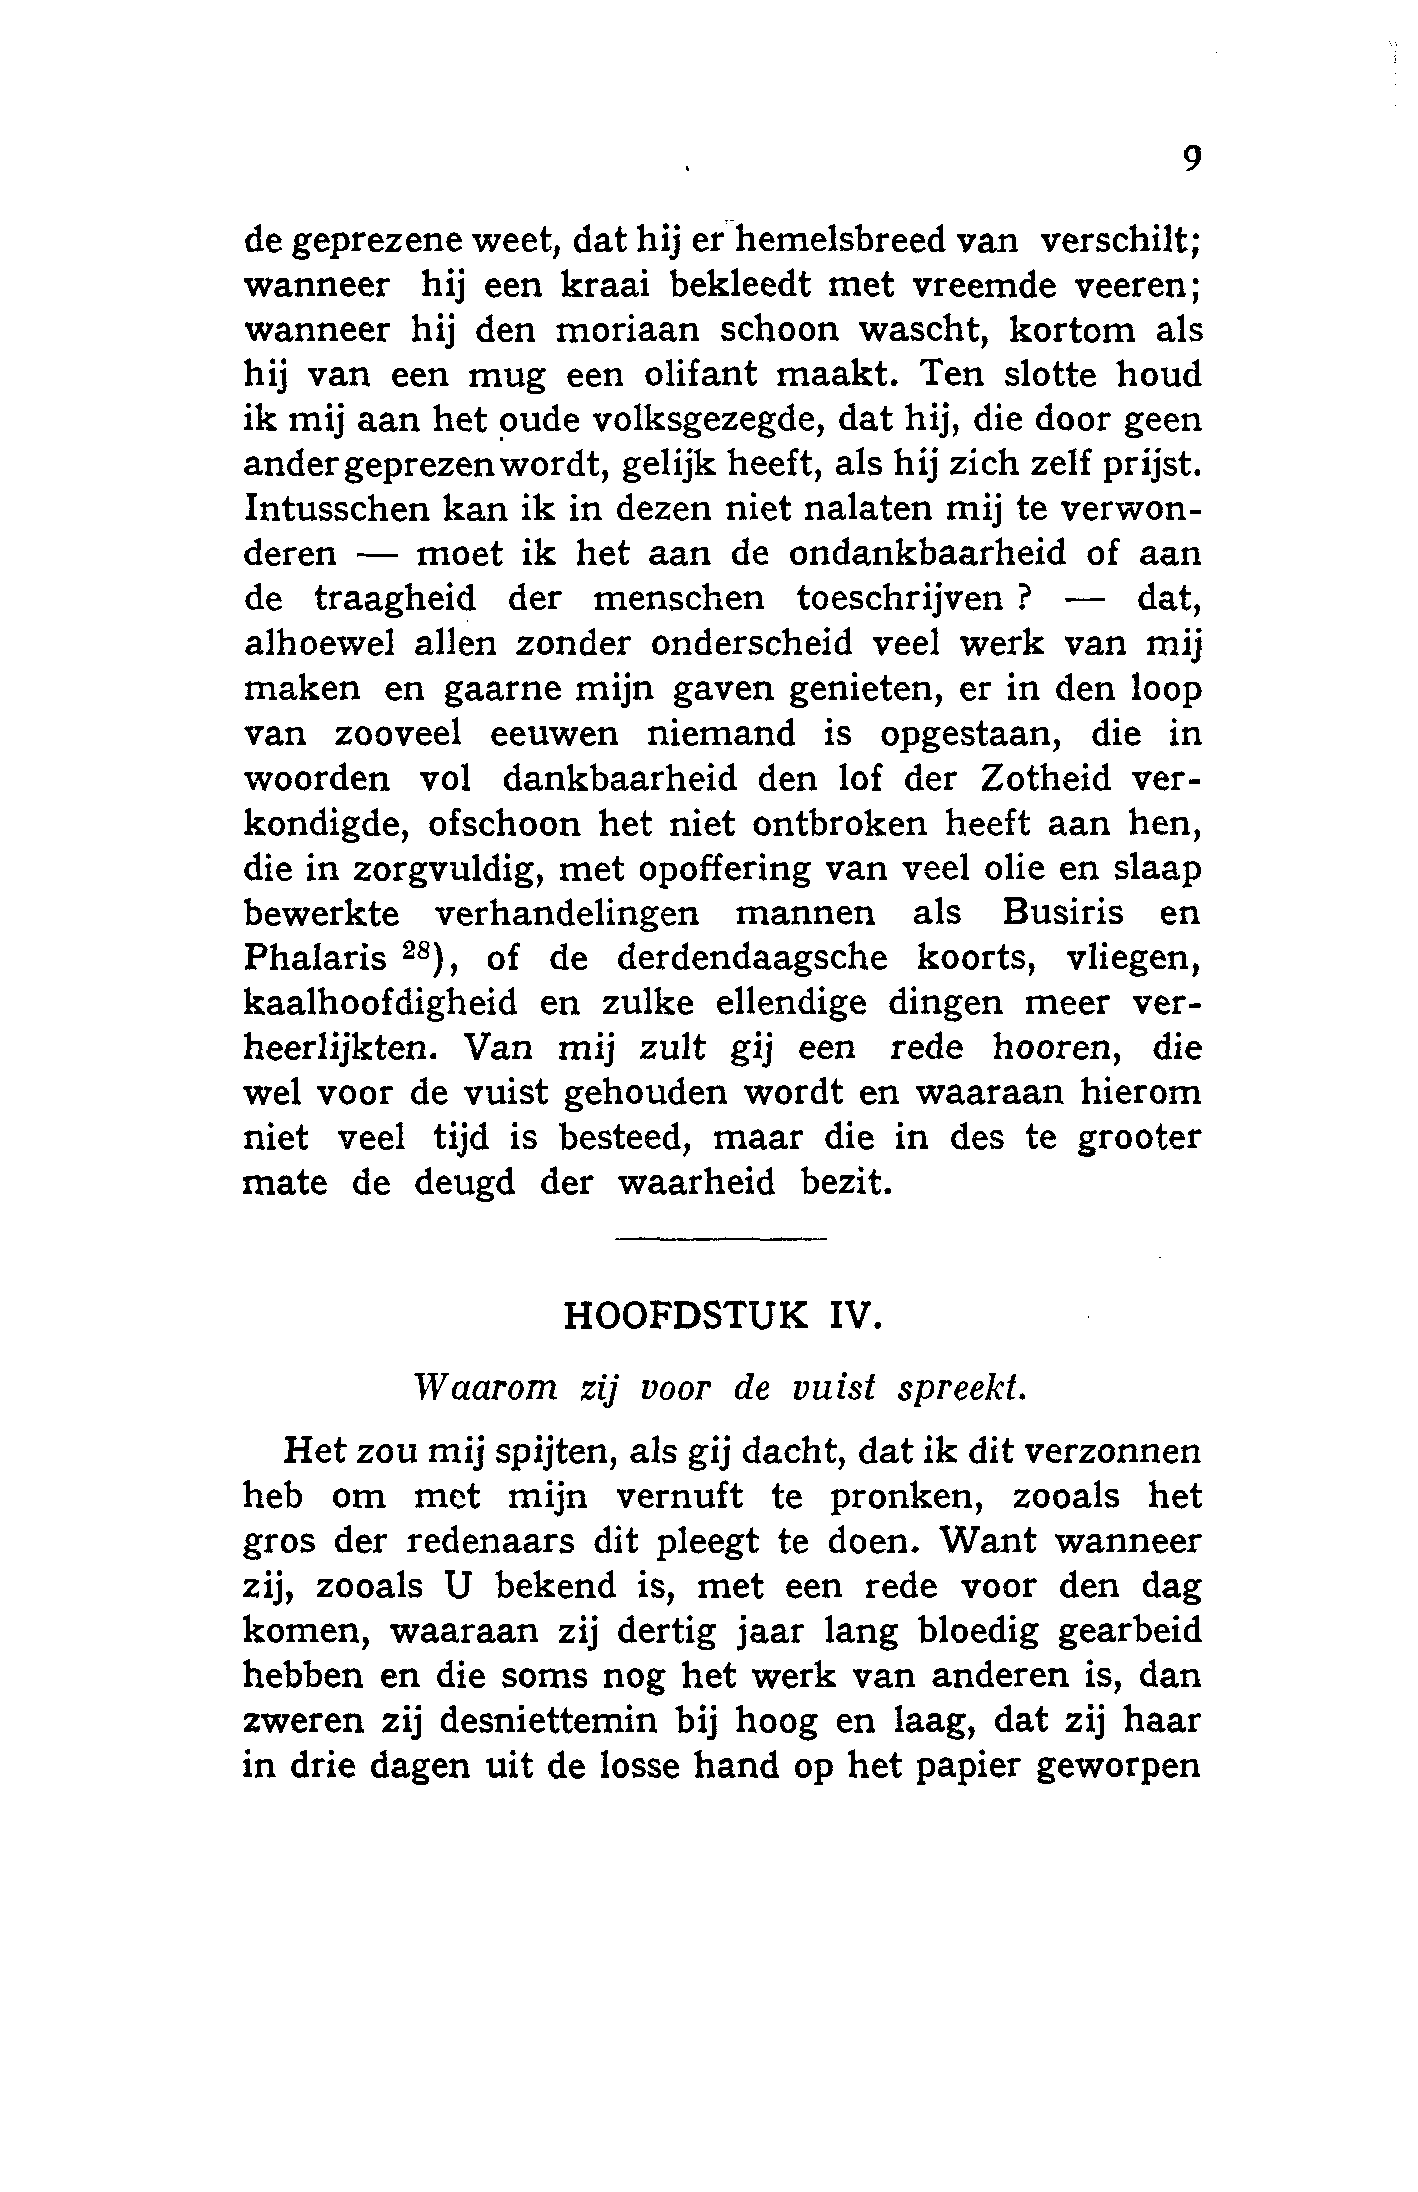 9
de geprezene weet, dat hij er hemelsbreed van verschilt;
wanneer hij een kraai bekleedt met vreemde veeren;
wanneer hij den moriaan schoon wascht, kortom als
hij van een mug een olifant maakt. Ten slotte houd
ik mij aan het oude volksgezegde, dat hij, die door geen
ander geprezen wordt, gelijk heeft, als hij zich zelf prijst.
Intusschen kan ik in dezen niet nalaten mij te verwon-
deren — moet ik het aan de ondankbaarheid of aan
de traagheid der menschen toeschrijven ? — dat,
alhoewel allen zonder onderscheid veel werk van mij
maken en gaarne mijn gaven genieten, er in den loop
van zooveel eeuwen niemand is opgestaan, die in
woorden vol dankbaarheid den lof der Zotheid ver-
kondigde, ofschoon het niet ontbroken heeft aan hen,
die in zorgvuldig, met opoffering van veel olie en slaap
bewerkte verhandelingen mannen als Busiris en
Phalaris ²⁸), of de derdendaagsche koorts, vliegen,
kaalhoofdigheid en zulke ellendige dingen meer ver-
heerlijkten. Van mij zult gij een rede hooren, die
wel voor de vuist gehouden wordt en waaraan hierom
niet veel tijd is besteed, maar die in des te grooter
mate de deugd der waarheid bezit.
HOOFDSTUK IV.
Waarom zij voor de vuist spreekt.
Het zou mij spijten, als gij dacht, dat ik dit verzonnen
heb om met mijn vernuft te pronken, zooals het
gros der redenaars dit pleegt te doen. Want wanneer
zij, zooals U bekend is, met een rede voor den dag
komen, waaraan zij dertig jaar lang bloedig gearbeid
hebben en die soms nog het werk van anderen is, dan
zweren zij desniettemin bij hoog en laag, dat zij haar
in drie dagen uit de losse hand op het papier geworpen